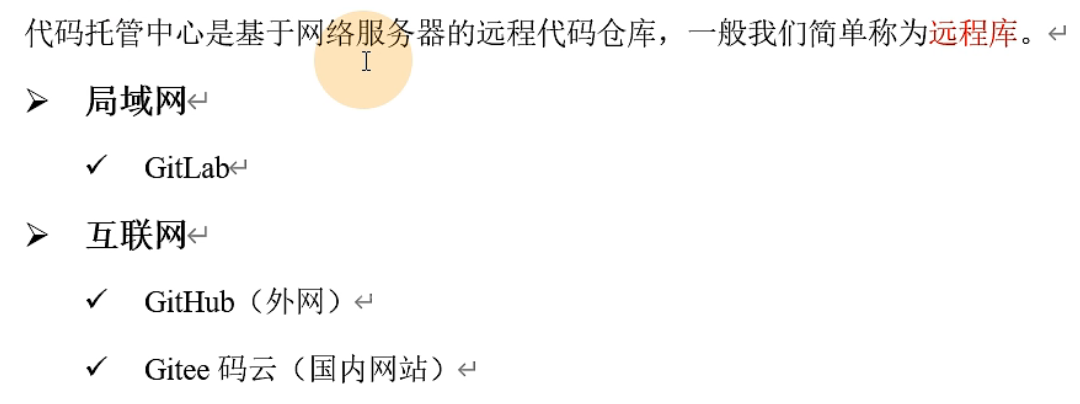 代码托管中心是基于网络服务器的远程代码仓库，一般我们简单称为远程库。
➢ 局域网
✓ GitLab
➢ 互联网
✓ GitHub（外网）
✓ Gitee 码云（国内网站）